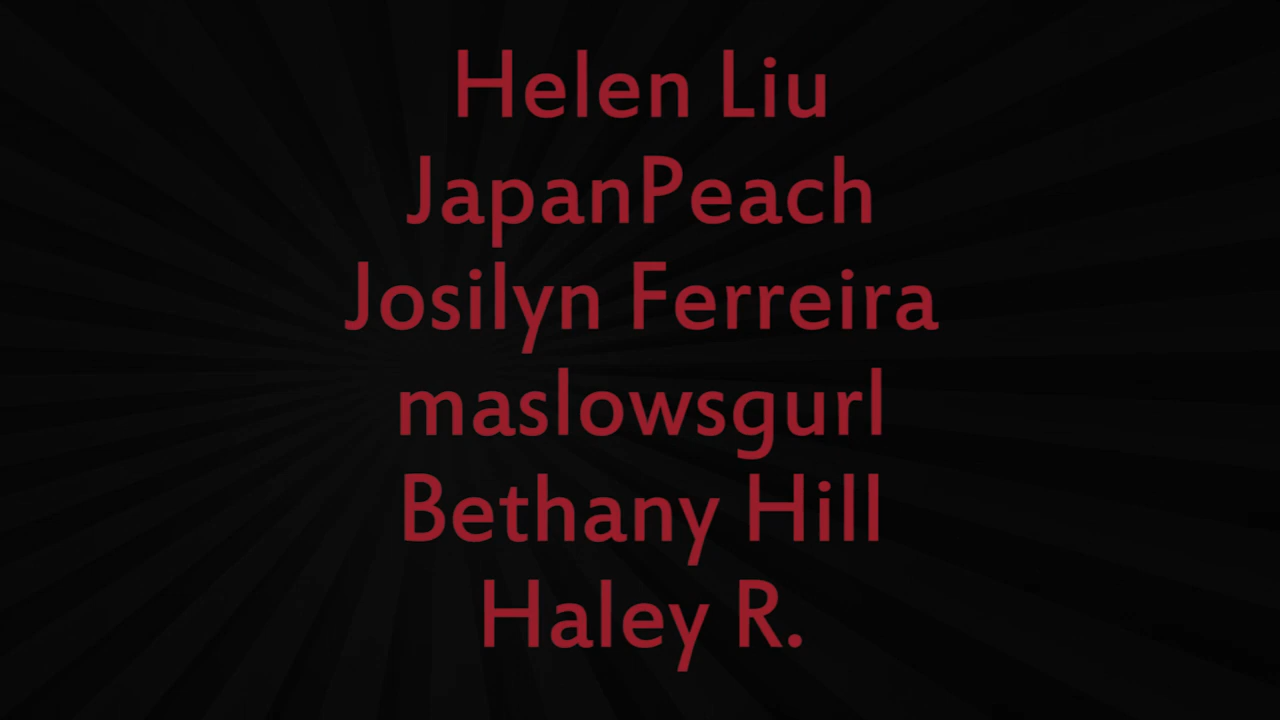 Helen Liu
JapanPeach
Josilyn Ferreira
maslowsgurl
Bethany Hill
Haley R.